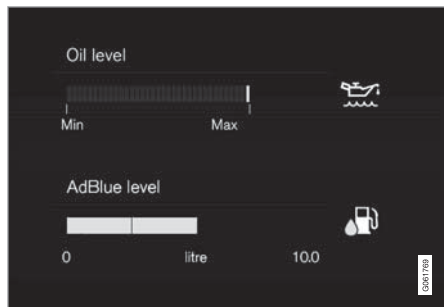 Oil level
Min Max
AdBlue level
0 litre 10.0
G061769